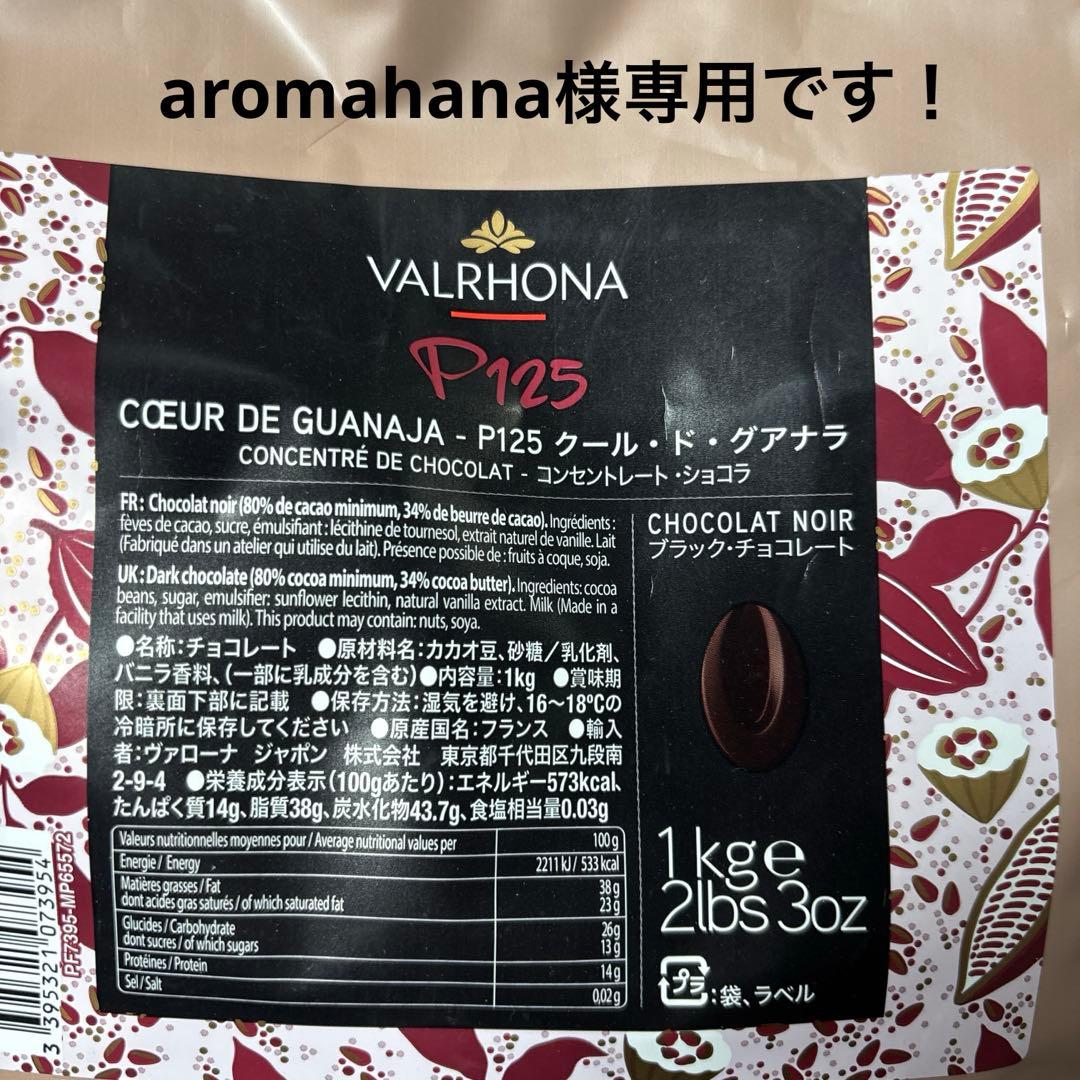 aromahana様専用です！
VALRHONA
P125
CŒUR DE GUANAJA - P125 クール・ド・グアナラ
CONCENTRÉ DE CHOCOLAT - コンセントレート・ショコラ
FR: Chocolat noir (80% de cacao minimum, 34% de beurre de cacao). Ingrédients :
fèves de cacao, sucre, émulsifiant : lécithine de tournesol, extrait naturel de vanille. Lait
(Fabriqué dans un atelier qui utilise du lait). Présence possible de : fruits à coque, soja.
UK: Dark chocolate (80% cocoa minimum, 34% cocoa butter). Ingredients: cocoa
beans, sugar, emulsifier: sunflower lecithin, natural vanilla extract. Milk (Made in a
facility that uses milk). This product may contain: nuts, soya.
●名称:チョコレート ●原材料名:カカオ豆、砂糖/乳化剤、
バニラ香料、(一部に乳成分を含む)●内容量:1kg ●賞味期
限:裏面下部に記載 ●保存方法:湿気を避け、16〜18℃の
冷暗所に保存してください ●原産国名:フランス ●輸入
者:ヴァローナ ジャポン 株式会社 東京都千代田区九段南
2-9-4 ●栄養成分表示(100gあたり):エネルギー573kcal、
たんぱく質14g、脂質38g、炭水化物43.7g、食塩相当量0.03g
Valeurs nutritionnelles moyennes pour / Average nutritional values per 100 g
Energie / Energy 2211 kJ / 533 kcal
Matières grasses / Fat 38 g
dont acides gras saturés / of which saturated fat 23 g
Glucides / Carbohydrate 26g
dont sucres / of which sugars 13 g
Protéines / Protein 14 g
Sel / Salt 0,02 g
CHOCOLAT NOIR
ブラック・チョコレート
1kg e
2lbs 3oz
プラ:袋、ラベル
3 395321 073954
PF7395-MP6557/2